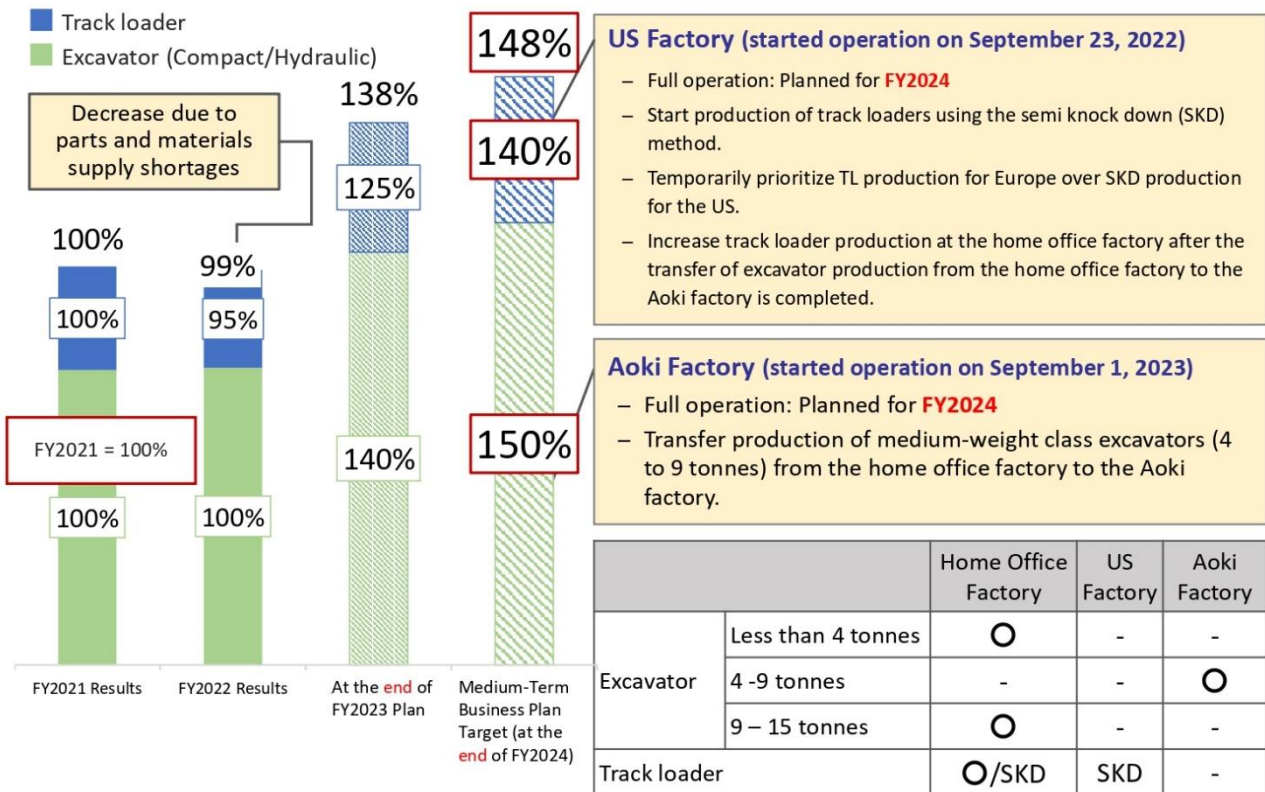 Track loader
Excavator (Compact/Hydraulic)
Decrease due to
parts and materials
supply shortages
100%
100%
FY2021 = 100%
100%
99%
95%
100%
138%
125%
140%
148%
140%
150%
FY2021 Results
FY2022 Results
At the end of
FY2023 Plan
Medium-Term
Business Plan
Target (at the
end of FY2024)
US Factory (started operation on September 23, 2022)
– Full operation: Planned for FY2024
– Start production of track loaders using the semi knock down (SKD)
method.
– Temporarily prioritize TL production for Europe over SKD production
for the US.
– Increase track loader production at the home office factory after the
transfer of excavator production from the home office factory to the
Aoki factory is completed.
Aoki Factory (started operation on September 1, 2023)
– Full operation: Planned for FY2024
– Transfer production of medium-weight class excavators (4
to 9 tonnes) from the home office factory to the Aoki
factory.
Home Office
Factory
US
Factory
Aoki
Factory
Excavator
Less than 4 tonnes ○ - -
4 -9 tonnes - - ○
9 – 15 tonnes ○ - -
Track loader ○/SKD SKD -